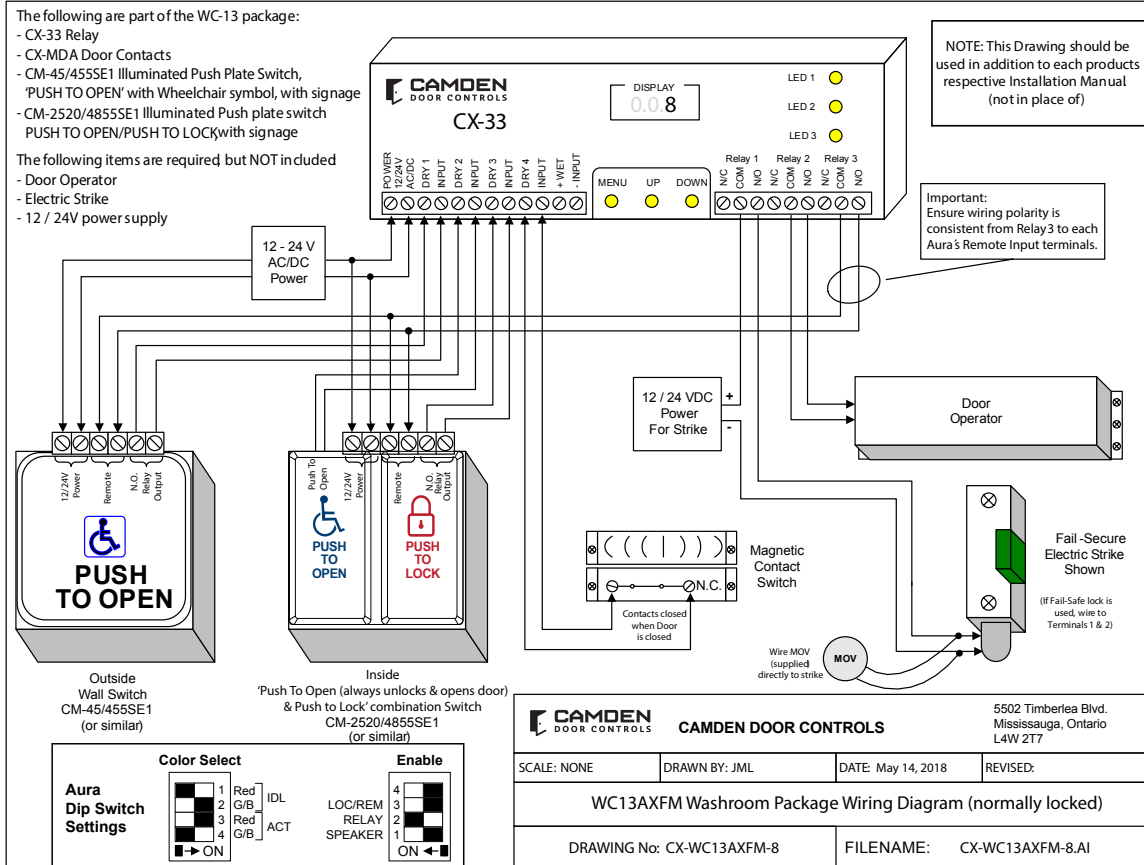 The following are part of the WC-13 package:
- CX-33 Relay
- CX-MDA Door Contacts
- CM-45/455SE1 Illuminated Push Plate Switch,
'PUSH TO OPEN' with Wheelchair symbol, with signage
- CM-2520/4855SE1 Illuminated Push plate switch
PUSH TO OPEN/PUSH TO LOCK, with signage
The following items are required, but NOT included
- Door Operator
- Electric Strike
- 12 / 24V power supply
CAMDEN
DOOR CONTROLS
CX-33
DISPLAY
0.0.8
LED 1
LED 2
LED 3
POWER
12/24V
AC/DC
DRY 1
INPUT
DRY 2
INPUT
DRY 3
INPUT
DRY 4
INPUT
+ WET
- INPUT
MENU
UP
DOWN
Relay 1
Relay 2
Relay 3
N/C
COM
N/O
N/C
COM
N/O
N/C
COM
N/O
NOTE: This Drawing should be
used in addition to each products
respective Installation Manual
(not in place of)
Important:
Ensure wiring polarity is
consistent from Relay3 to each
Aura's Remote Input terminals.
12 - 24 V
AC/DC
Power
12 / 24 VDC
Power
For Strike
+
-
Door
Operator
12/24V
Power
Remote
N.O.
Relay
Output
PUSH
TO OPEN
Outside
Wall Switch
CM-45/455SE1
(or similar)
Push To
Open
12/24V
Power
Remote
N.O.
Relay
Output
PUSH
TO
OPEN
PUSH
TO
LOCK
Inside
'Push To Open (always unlocks & opens door)
& Push to Lock' combination Switch
CM-2520/4855SE1
(or similar)
Magnetic
Contact
Switch
N.C.
Contacts closed
when Door
is closed
Fail -Secure
Electric Strike
Shown
(If Fail-Safe lock is
used, wire to
Terminals 1 & 2)
Wire MOV
(supplied)
directly to strike
MOV
Aura
Dip Switch
Settings
Color Select
1 Red
2 G/B
IDL
3 Red
4 G/B
ACT
ON
Enable
4
LOC/REM 3
RELAY 2
SPEAKER 1
ON
CAMDEN
DOOR CONTROLS
CAMDEN DOOR CONTROLS
5502 Timberlea Blvd.
Mississauga, Ontario
L4W 2T7
SCALE: NONE
DRAWN BY: JML
DATE: May 14, 2018
REVISED:
WC13AXFM Washroom Package Wiring Diagram (normally locked)
DRAWING No: CX-WC13AXFM-8
FILENAME: CX-WC13AXFM-8.AI